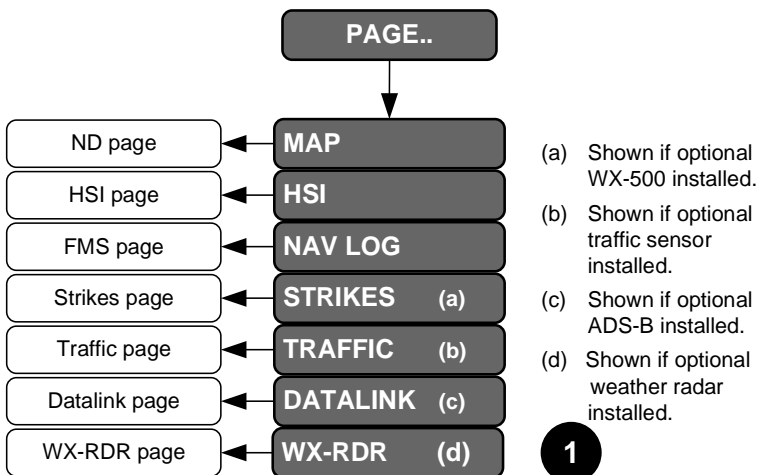 PAGE..
ND page
MAP
HSI page
HSI
FMS page
NAV LOG
Strikes page
STRIKES (a)
Traffic page
TRAFFIC (b)
Datalink page
DATALINK (c)
WX-RDR page
WX-RDR (d)
(a) Shown if optional
WX-500 installed.
(b) Shown if optional
traffic sensor
installed.
(c) Shown if optional
ADS-B installed.
(d) Shown if optional
weather radar
installed.
1